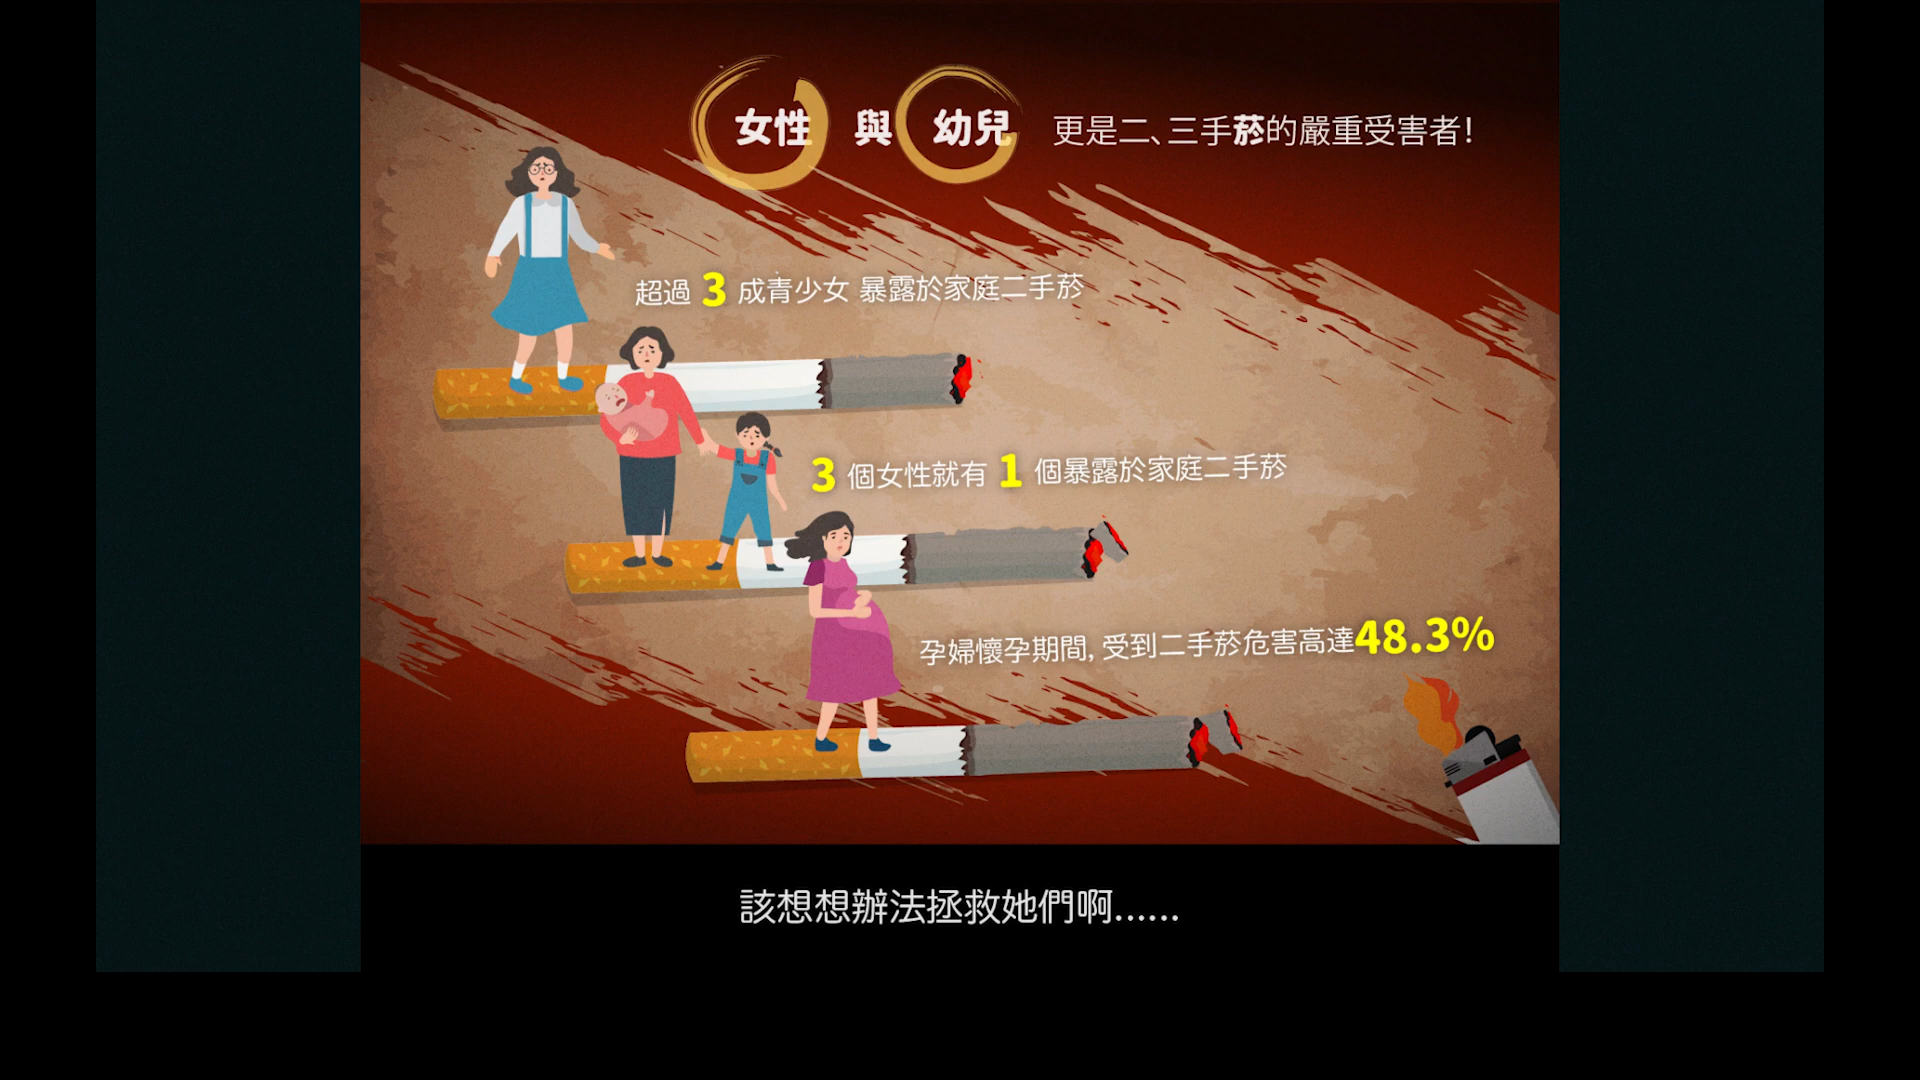 女性 與 幼兒 更是二、三手菸的嚴重受害者!
超過 3 成青少女 暴露於家庭二手菸
3 個女性就有 1 個暴露於家庭二手菸
孕婦懷孕期間, 受到二手菸危害高達48.3%
該想想辦法拯救她們啊......